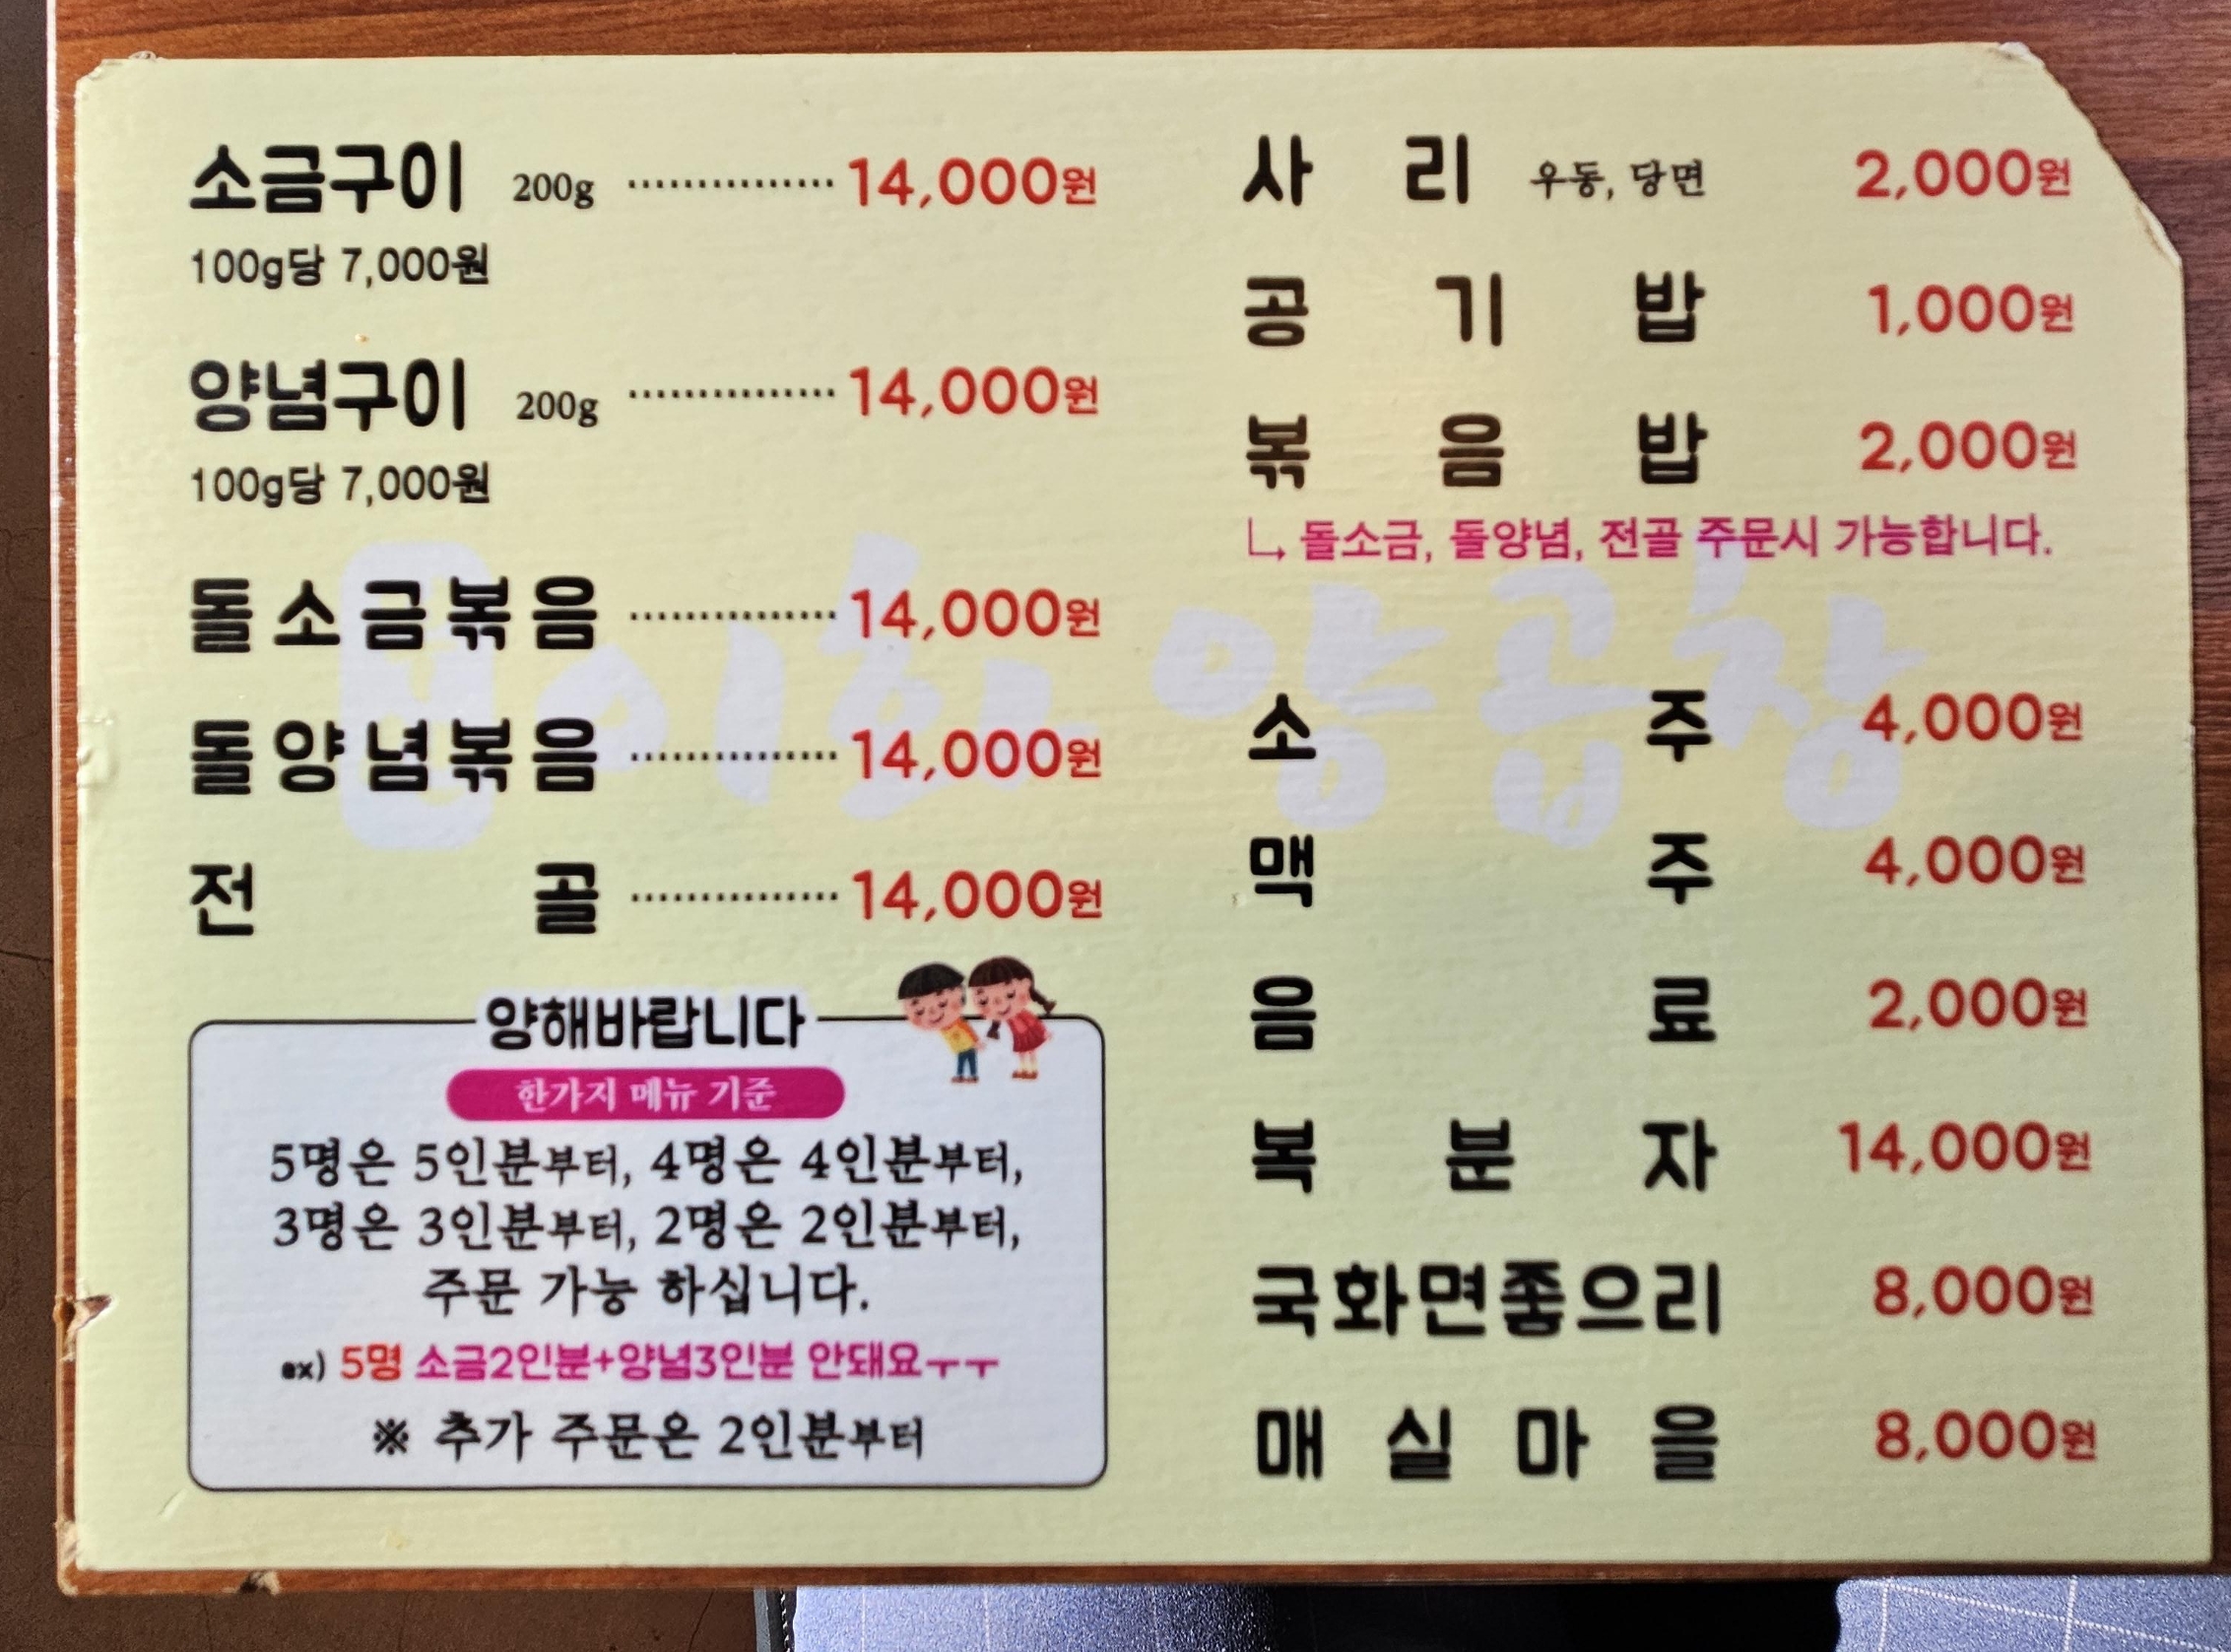 소금구이 200g ··············· 14,000원
100g당 7,000원
양념구이 200g ··············· 14,000원
100g당 7,000원
돌소금볶음 ··············· 14,000원
돌양념볶음 ··············· 14,000원
전골 ··············· 14,000원
양해바랍니다
한가지 메뉴 기준
5명은 5인분부터, 4명은 4인분부터,
3명은 3인분부터, 2명은 2인분부터,
주문 가능 하십니다.
ex) 5명 소금2인분+양념3인분 안돼요ㅜㅜ
※ 추가 주문은 2인분부터
사리 우동, 당면 2,000원
공기밥 1,000원
볶음밥 2,000원
돌소금, 돌양념, 전골 주문시 가능합니다.
소주 4,000원
맥주 4,000원
음료 2,000원
복분자 14,000원
국화면좋으리 8,000원
매실마을 8,000원
양곱창